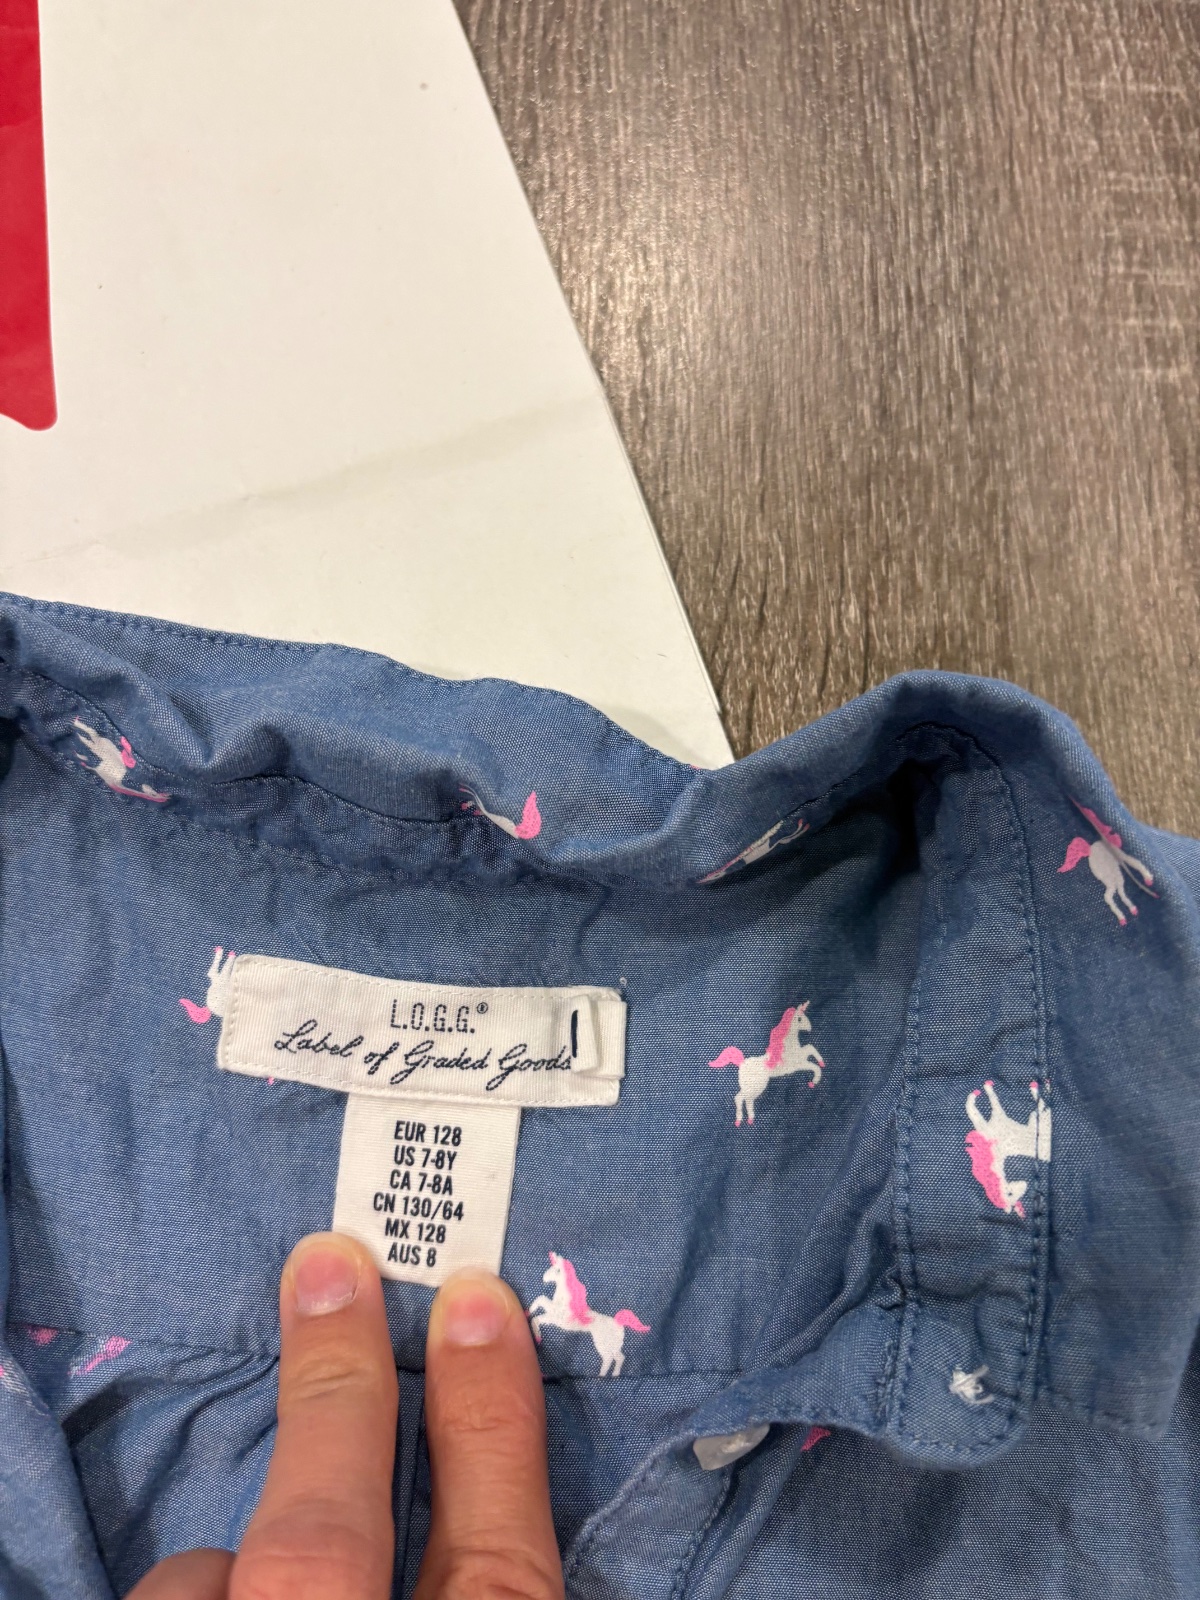 L.O.G.G.®
Label of Graded Goods
EUR 128
US 7-8Y
CA 7-8A
CN 130/64
MX 128
AUS 8